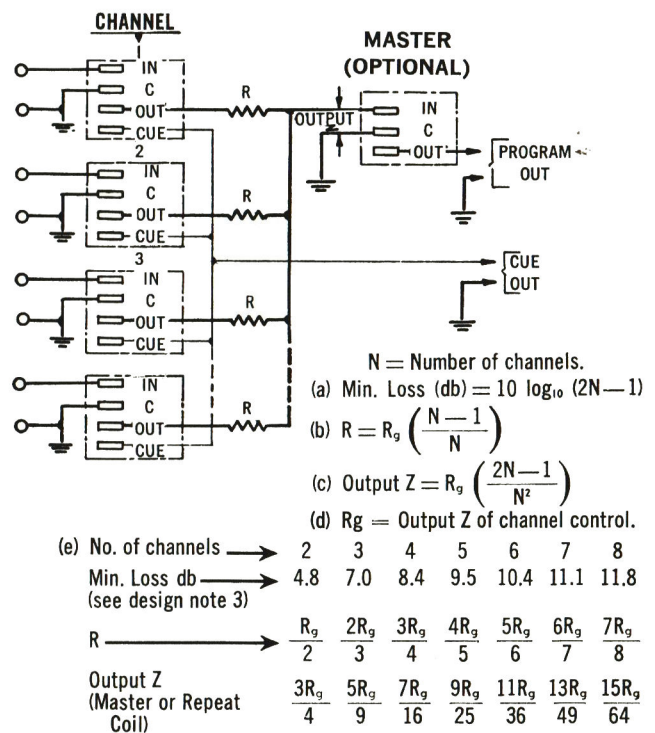 CHANNEL
IN
C
OUT
CUE
2
IN
C
OUT
CUE
3
IN
C
OUT
CUE
IN
C
OUT
CUE
R
R
R
R
MASTER
(OPTIONAL)
OUTPUT
Z
IN
C
OUT
PROGRAM
OUT
CUE
OUT
N = Number of channels.
(a) Min. Loss (db) = 10 log₁₀ (2N—1)
(b) R = Rg (N — 1 / N)
(c) Output Z = Rg (2N—1 / N²)
(d) Rg = Output Z of channel control.
(e) No. of channels 2 3 4 5 6 7 8
Min. Loss db 4.8 7.0 8.4 9.5 10.4 11.1 11.8
(see design note 3)
R Rg/2 2Rg/3 3Rg/4 4Rg/5 5Rg/6 6Rg/7 7Rg/8
Output Z
(Master or Repeat
Coil) 3Rg/4 5Rg/9 7Rg/16 9Rg/25 11Rg/36 13Rg/49 15Rg/64